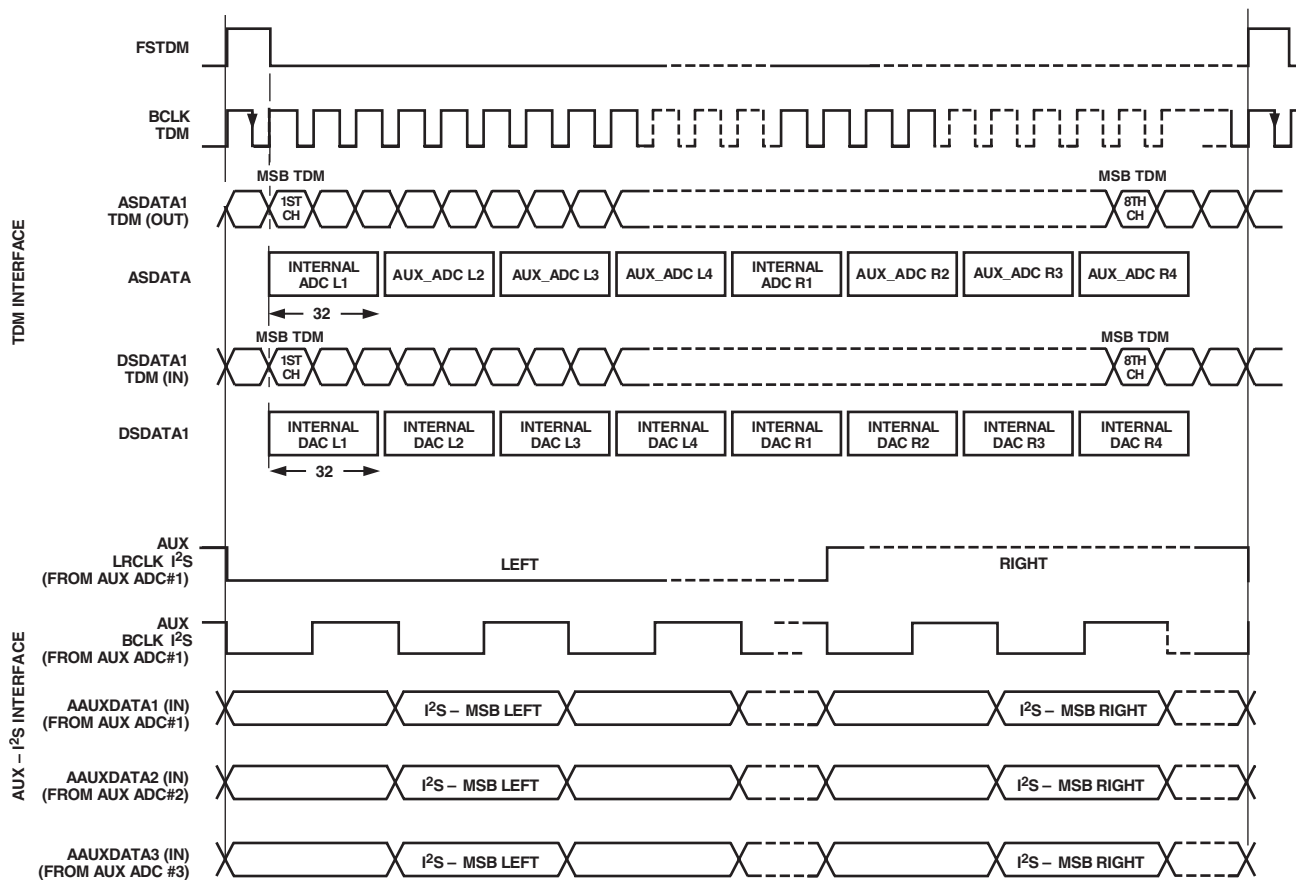 FSTDM
BCLK
TDM
MSB TDM
MSB TDM
ASDATA1
TDM (OUT)
1ST
CH
8TH
CH
ASDATA
INTERNAL
ADC L1
AUX_ADC L2
AUX_ADC L3
AUX_ADC L4
INTERNAL
ADC R1
AUX_ADC R2
AUX_ADC R3
AUX_ADC R4
32
TDM INTERFACE
MSB TDM
MSB TDM
DSDATA1
TDM (IN)
1ST
CH
8TH
CH
DSDATA1
INTERNAL
DAC L1
INTERNAL
DAC L2
INTERNAL
DAC L3
INTERNAL
DAC L4
INTERNAL
DAC R1
INTERNAL
DAC R2
INTERNAL
DAC R3
INTERNAL
DAC R4
32
AUX
LRCLK I²S
(FROM AUX ADC#1)
LEFT
RIGHT
AUX
BCLK I²S
(FROM AUX ADC#1)
AUX – I²S INTERFACE
AAUXDATA1 (IN)
(FROM AUX ADC#1)
I²S – MSB LEFT
I²S – MSB RIGHT
AAUXDATA2 (IN)
(FROM AUX ADC#2)
I²S – MSB LEFT
I²S – MSB RIGHT
AAUXDATA3 (IN)
(FROM AUX ADC #3)
I²S – MSB LEFT
I²S – MSB RIGHT